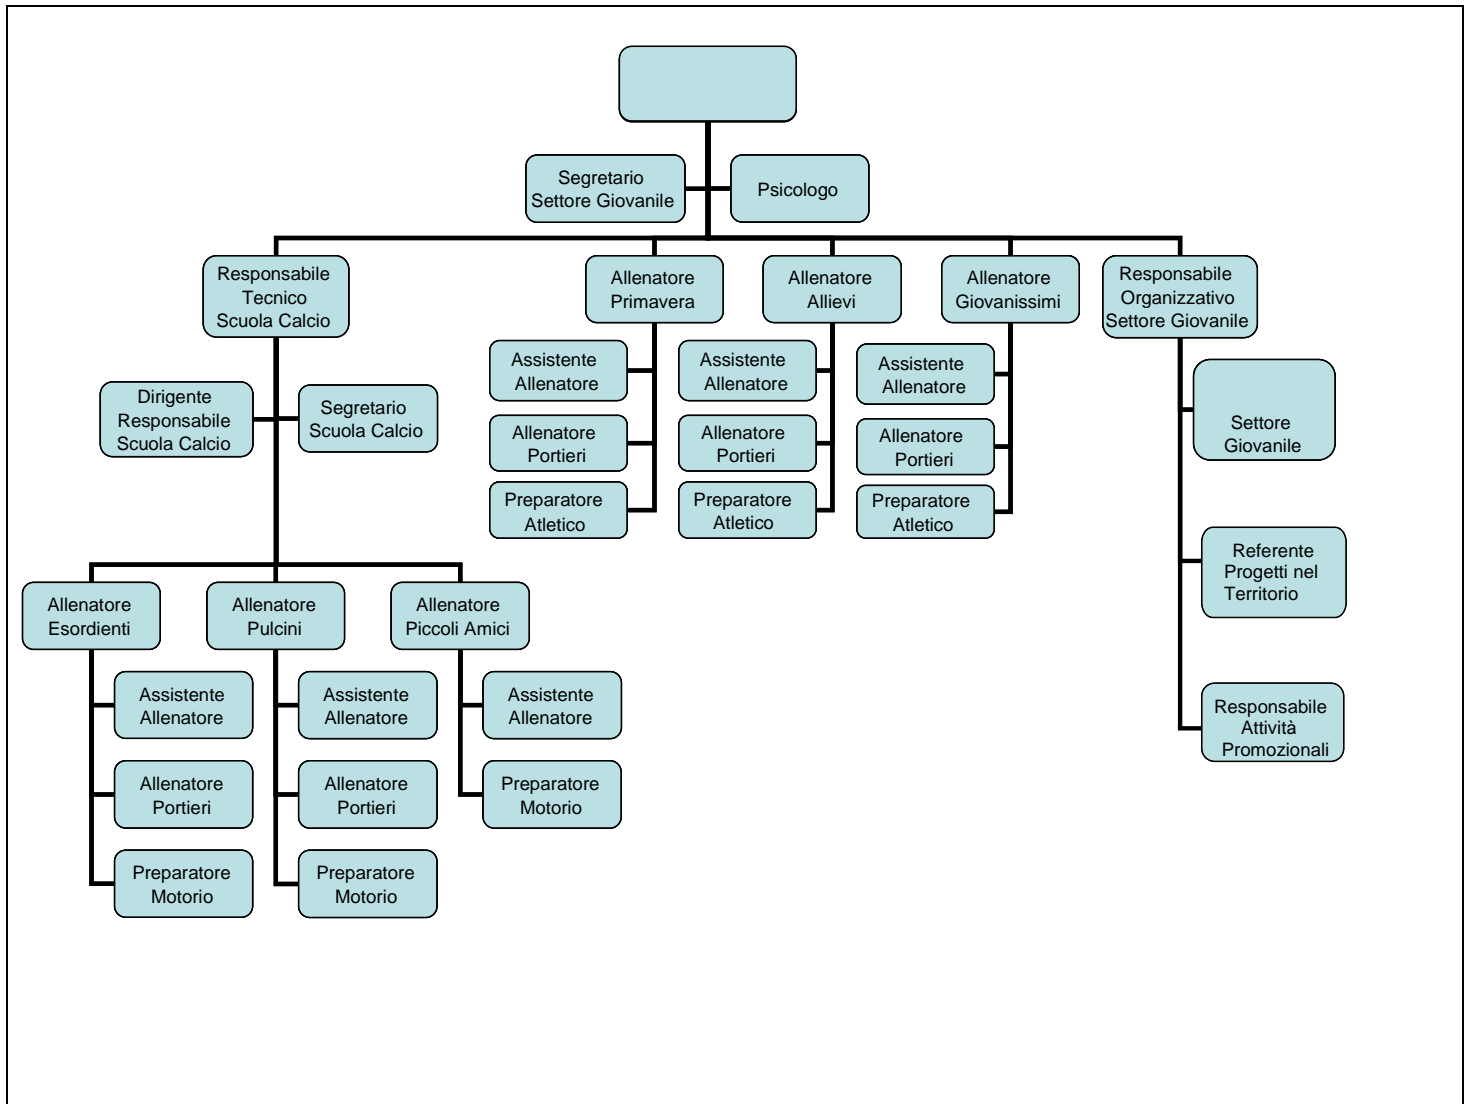 Segretario
Settore Giovanile
Psicologo
Responsabile
Tecnico
Scuola Calcio
Allenatore
Primavera
Allenatore
Allievi
Allenatore
Giovanissimi
Responsabile
Organizzativo
Settore Giovanile
Assistente
Allenatore
Assistente
Allenatore
Assistente
Allenatore
Settore
Giovanile
Dirigente
Responsabile
Scuola Calcio
Segretario
Scuola Calcio
Allenatore
Portieri
Allenatore
Portieri
Allenatore
Portieri
Preparatore
Atletico
Preparatore
Atletico
Preparatore
Atletico
Referente
Progetti nel
Territorio
Allenatore
Esordienti
Allenatore
Pulcini
Allenatore
Piccoli Amici
Assistente
Allenatore
Assistente
Allenatore
Assistente
Allenatore
Responsabile
Attività
Promozionali
Allenatore
Portieri
Allenatore
Portieri
Preparatore
Motorio
Preparatore
Motorio
Preparatore
Motorio